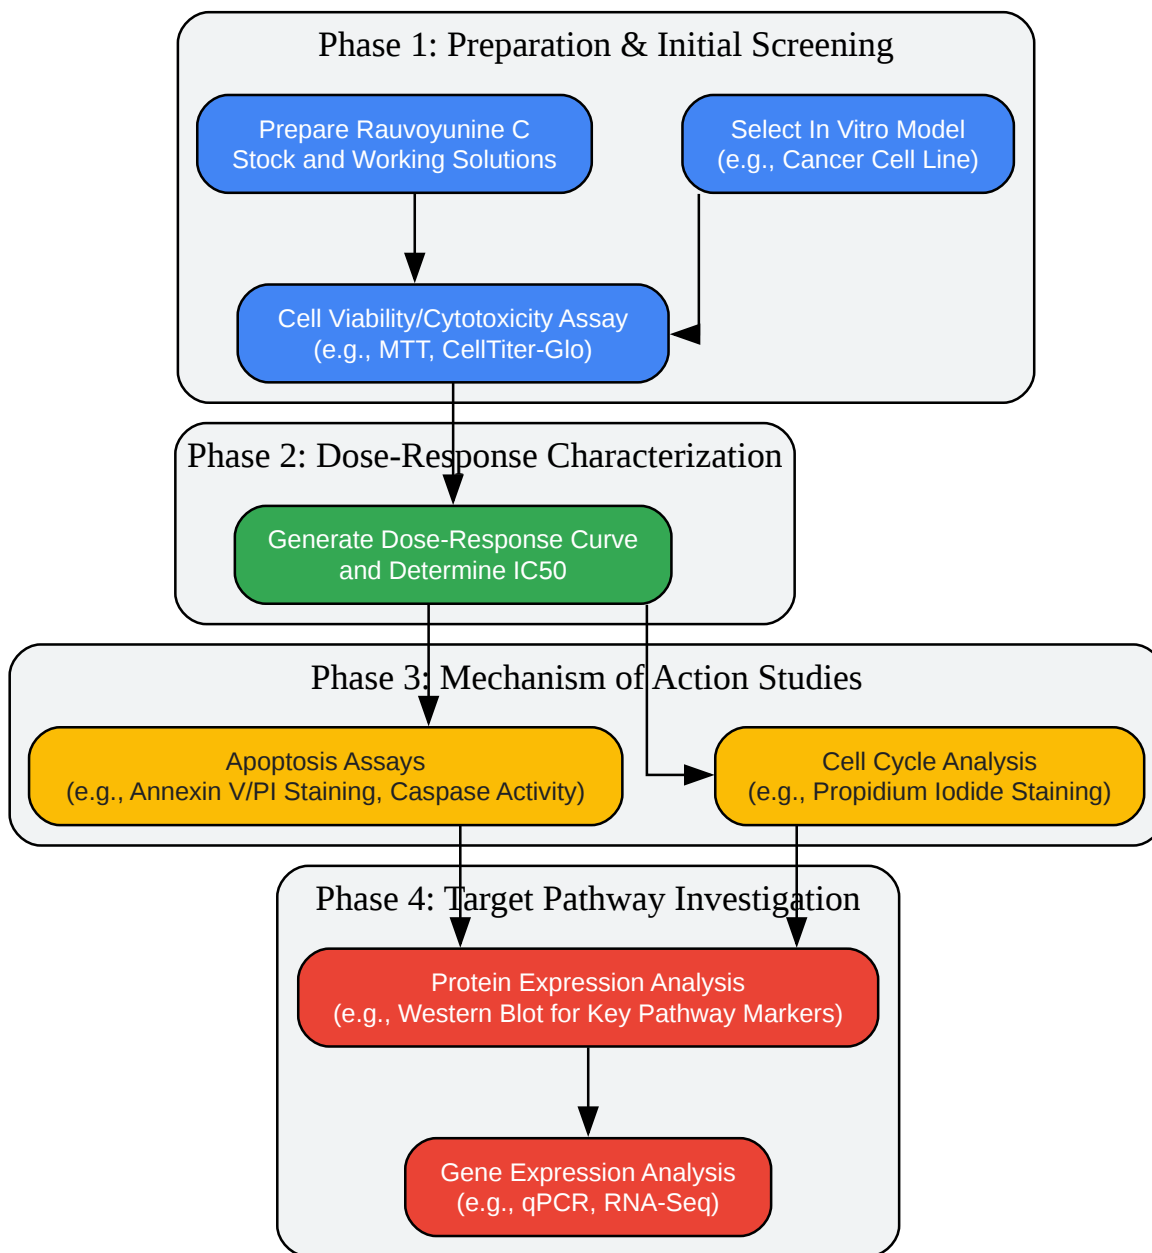 Phase 1: Preparation & Initial Screening
Prepare Rauvoyunine C
Stock and Working Solutions
Select In Vitro Model
(e.g., Cancer Cell Line)
Cell Viability/Cytotoxicity Assay
(e.g., MTT, CellTiter-Glo)
Phase 2: Dose-Response Characterization
Generate Dose-Response Curve
and Determine IC50
Phase 3: Mechanism of Action Studies
Apoptosis Assays
(e.g., Annexin V/PI Staining, Caspase Activity)
Cell Cycle Analysis
(e.g., Propidium Iodide Staining)
Phase 4: Target Pathway Investigation
Protein Expression Analysis
(e.g., Western Blot for Key Pathway Markers)
Gene Expression Analysis
(e.g., qPCR, RNA-Seq)